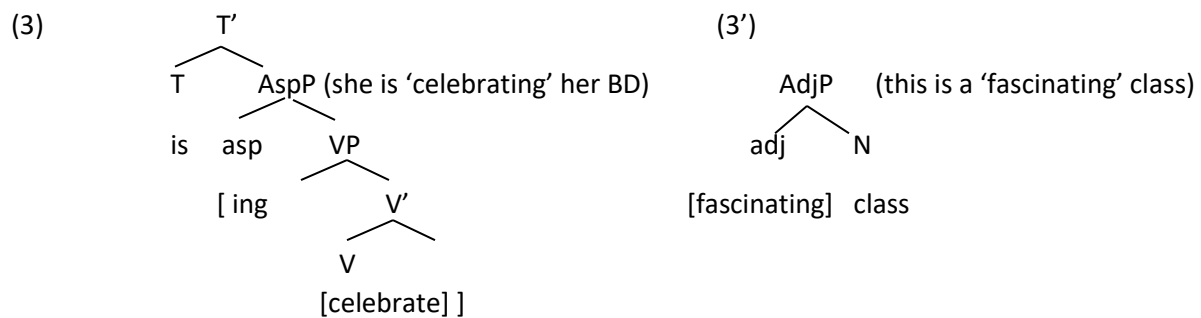 (3) T’ (3’)
T AspP (she is ‘celebrating’ her BD) AdjP (this is a ‘fascinating’ class)
is asp VP adj N
[ ing V’ [fascinating] class
V
[celebrate] ]